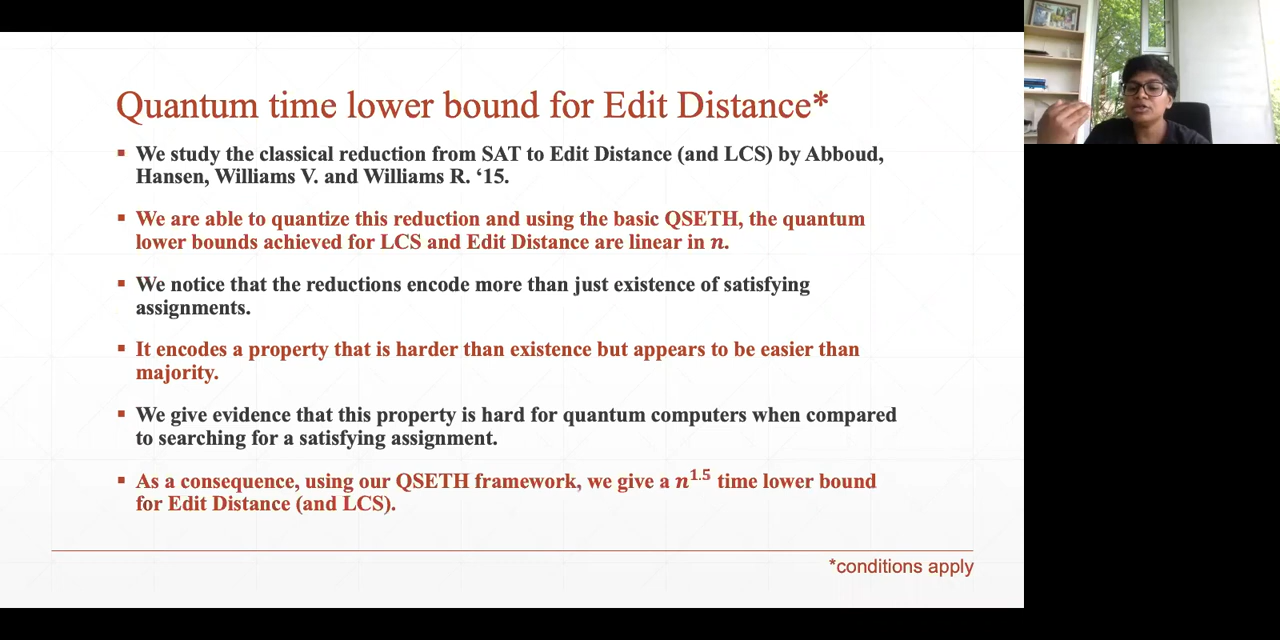 Quantum time lower bound for Edit Distance*
▪ We study the classical reduction from SAT to Edit Distance (and LCS) by Abboud,
Hansen, Williams V. and Williams R. ‘15.
▪ We are able to quantize this reduction and using the basic QSETH, the quantum
lower bounds achieved for LCS and Edit Distance are linear in n.
▪ We notice that the reductions encode more than just existence of satisfying
assignments.
▪ It encodes a property that is harder than existence but appears to be easier than
majority.
▪ We give evidence that this property is hard for quantum computers when compared
to searching for a satisfying assignment.
▪ As a consequence, using our QSETH framework, we give a n^1.5 time lower bound
for Edit Distance (and LCS).
*conditions apply